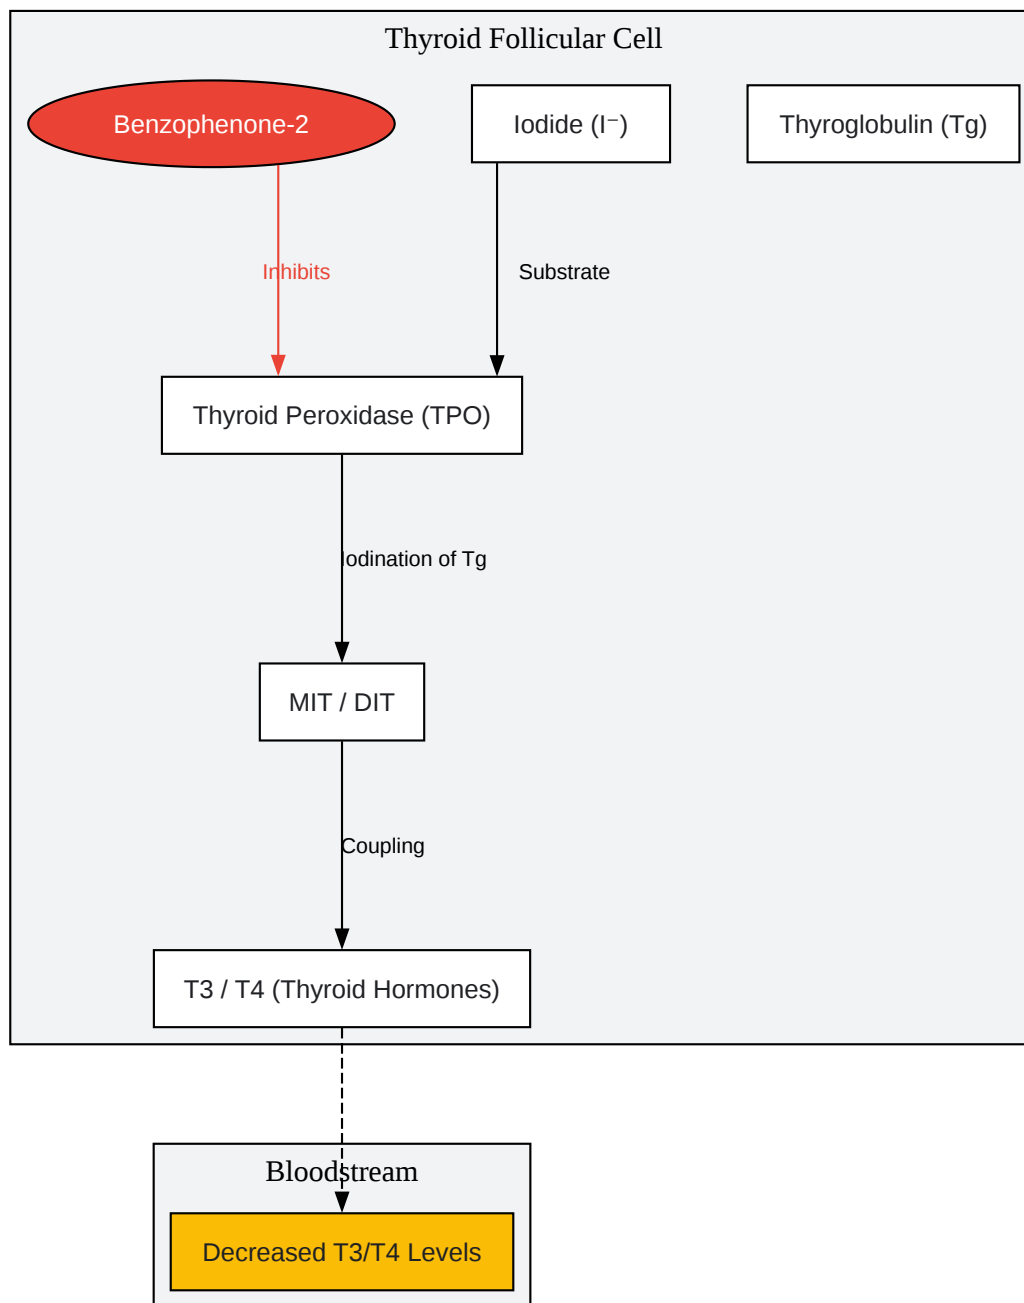 Thyroid Follicular Cell
Benzophenone-2
Iodide (I⁻)
Thyroglobulin (Tg)
Inhibits
Substrate
Thyroid Peroxidase (TPO)
Iodination of Tg
MIT / DIT
Coupling
T3 / T4 (Thyroid Hormones)
Bloodstream
Decreased T3/T4 Levels